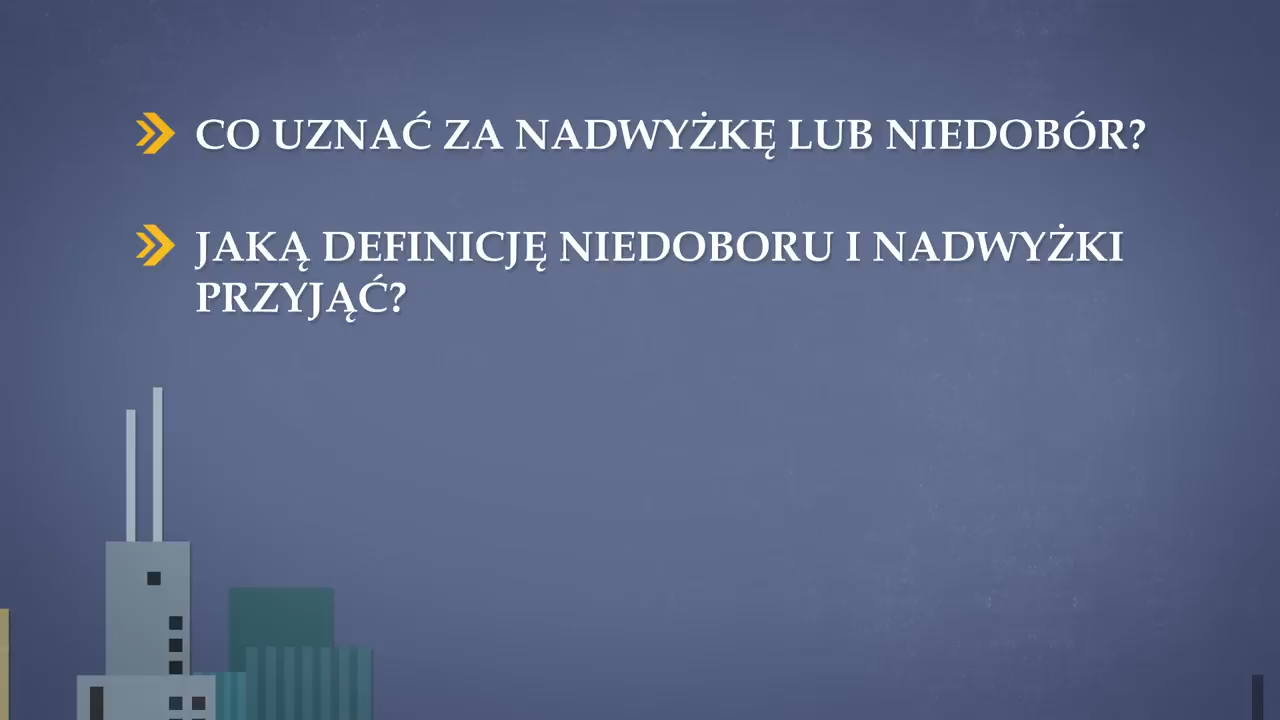 CO UZNAĆ ZA NADWYŻKĘ LUB NIEDOBÓR?
JAKĄ DEFINICJĘ NIEDOBORU I NADWYŻKI
PRZYJĄĆ?